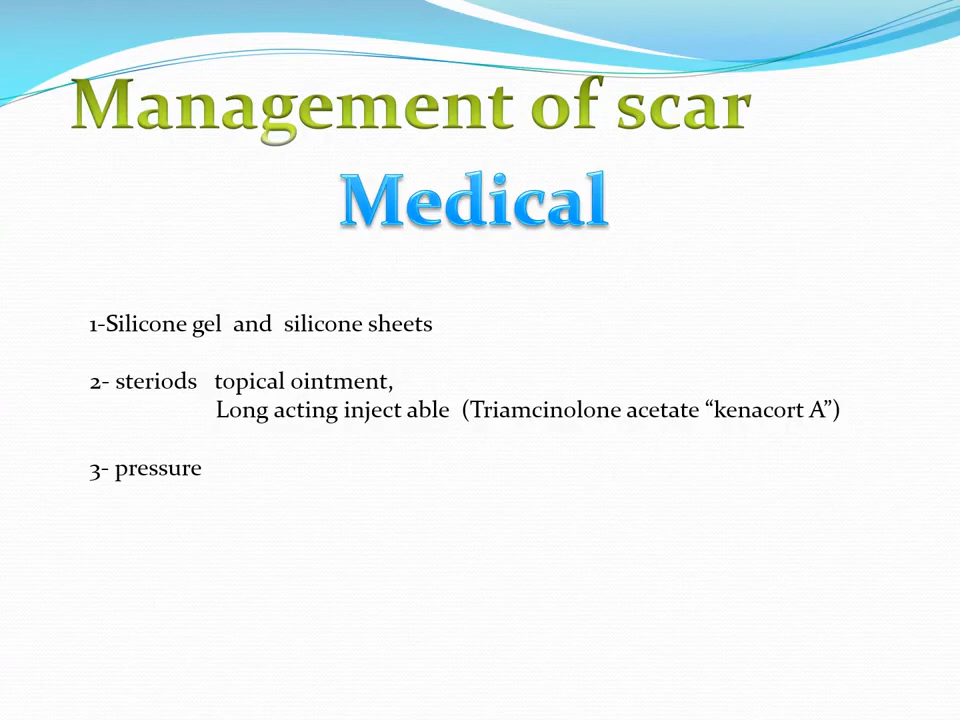 Management of scar
Medical
1-Silicone gel and silicone sheets
2- steriods topical ointment,
Long acting inject able (Triamcinolone acetate “kenacort A”)
3- pressure